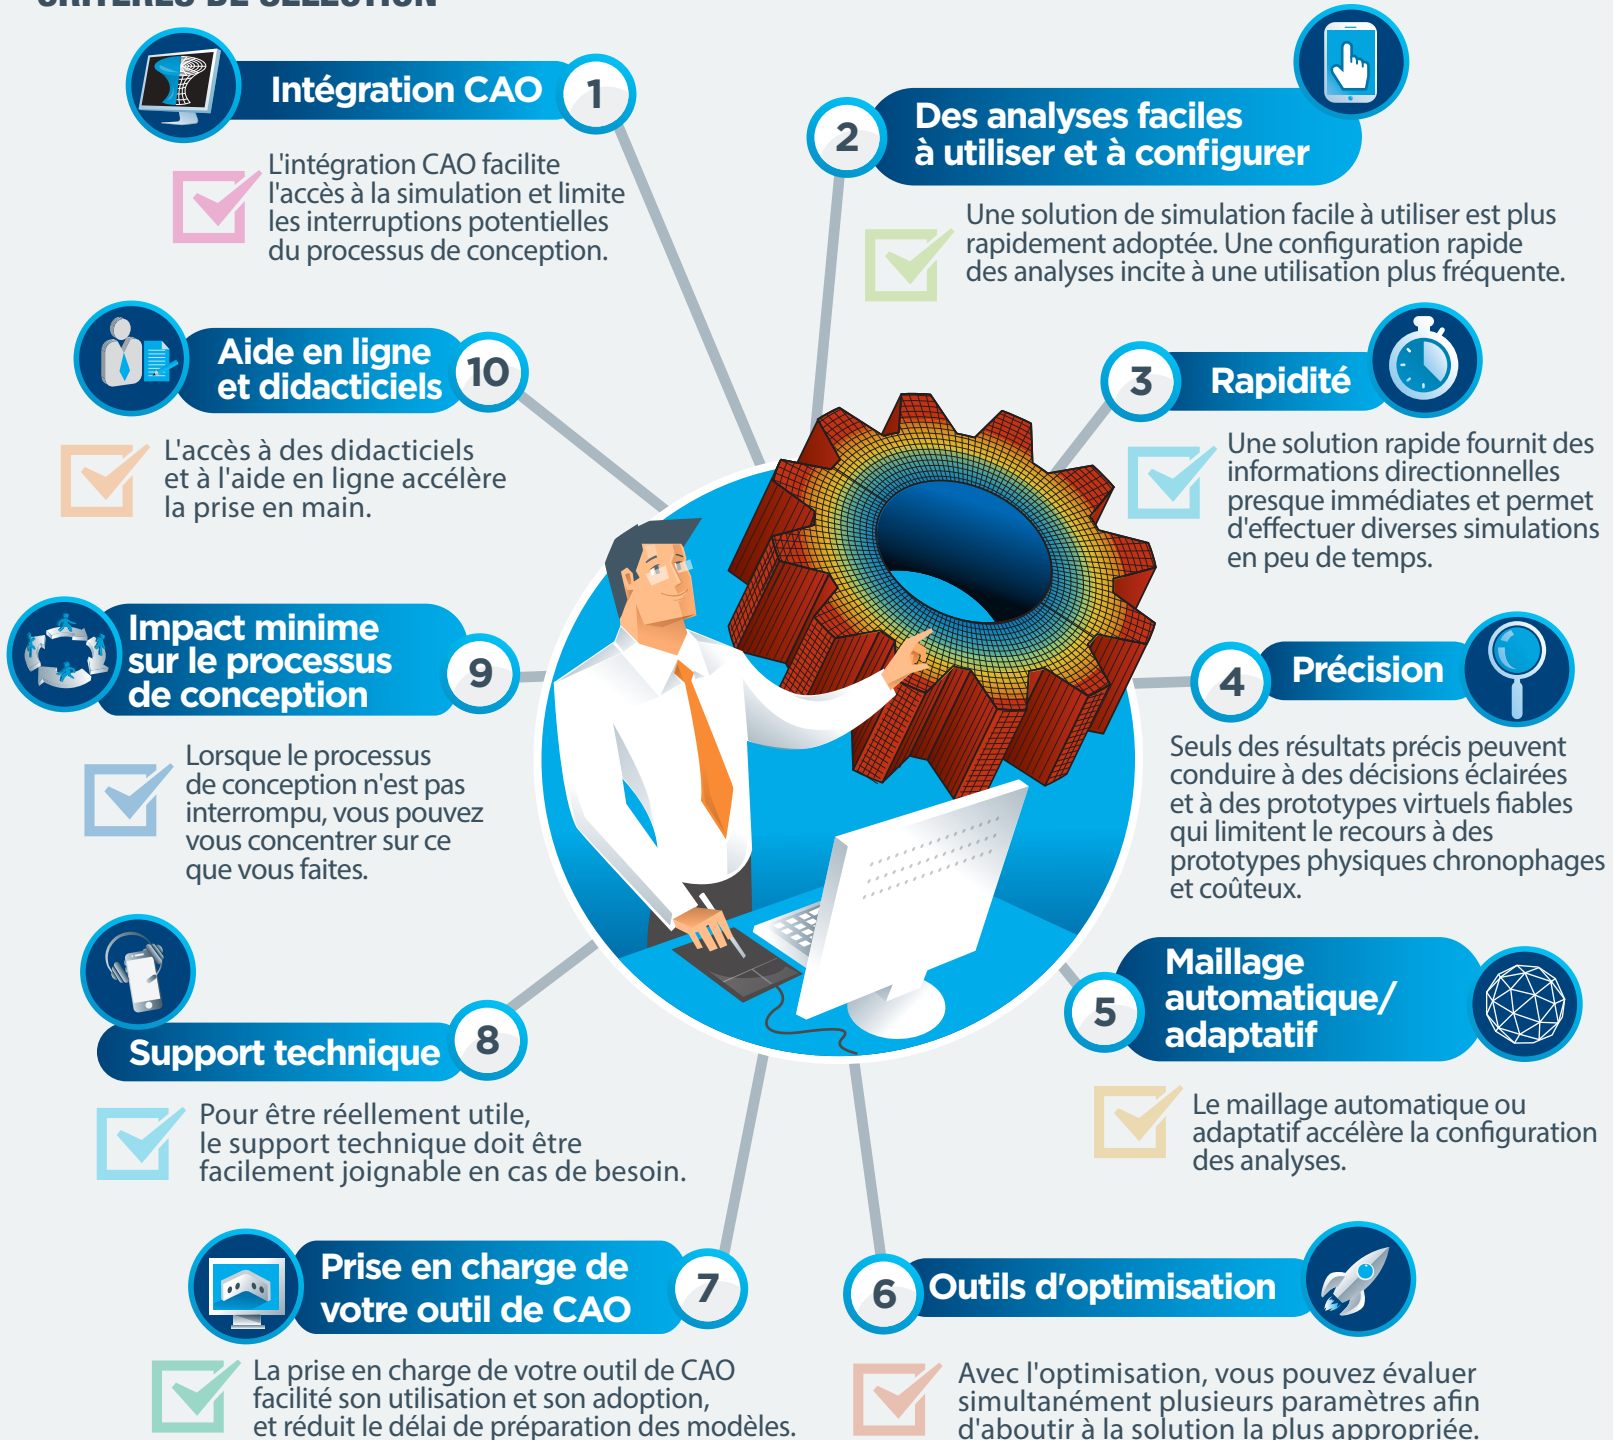 CRITÈRES DE SÉLECTION
Intégration CAO
1
L'intégration CAO facilite
l'accès à la simulation et limite
les interruptions potentielles
du processus de conception.
2
Des analyses faciles
à utiliser et à configurer
Une solution de simulation facile à utiliser est plus
rapidement adoptée. Une configuration rapide
des analyses incite à une utilisation plus fréquente.
3
Rapidité
Une solution rapide fournit des
informations directionnelles
presque immédiates et permet
d'effectuer diverses simulations
en peu de temps.
4
Précision
Seuls des résultats précis peuvent
conduire à des décisions éclairées
et à des prototypes virtuels fiables
qui limitent le recours à des
prototypes physiques chronophages
et coûteux.
5
Maillage
automatique/
adaptatif
Le maillage automatique ou
adaptatif accélère la configuration
des analyses.
6
Outils d'optimisation
Avec l'optimisation, vous pouvez évaluer
simultanément plusieurs paramètres afin
d'aboutir à la solution la plus appropriée.
Prise en charge de
votre outil de CAO
7
La prise en charge de votre outil de CAO
facilité son utilisation et son adoption,
et réduit le délai de préparation des modèles.
Support technique
8
Pour être réellement utile,
le support technique doit être
facilement joignable en cas de besoin.
Impact minime
sur le processus
de conception
9
Lorsque le processus
de conception n'est pas
interrompu, vous pouvez
vous concentrer sur ce
que vous faites.
Aide en ligne
et didacticiels
10
L'accès à des didacticiels
et à l'aide en ligne accélère
la prise en main.